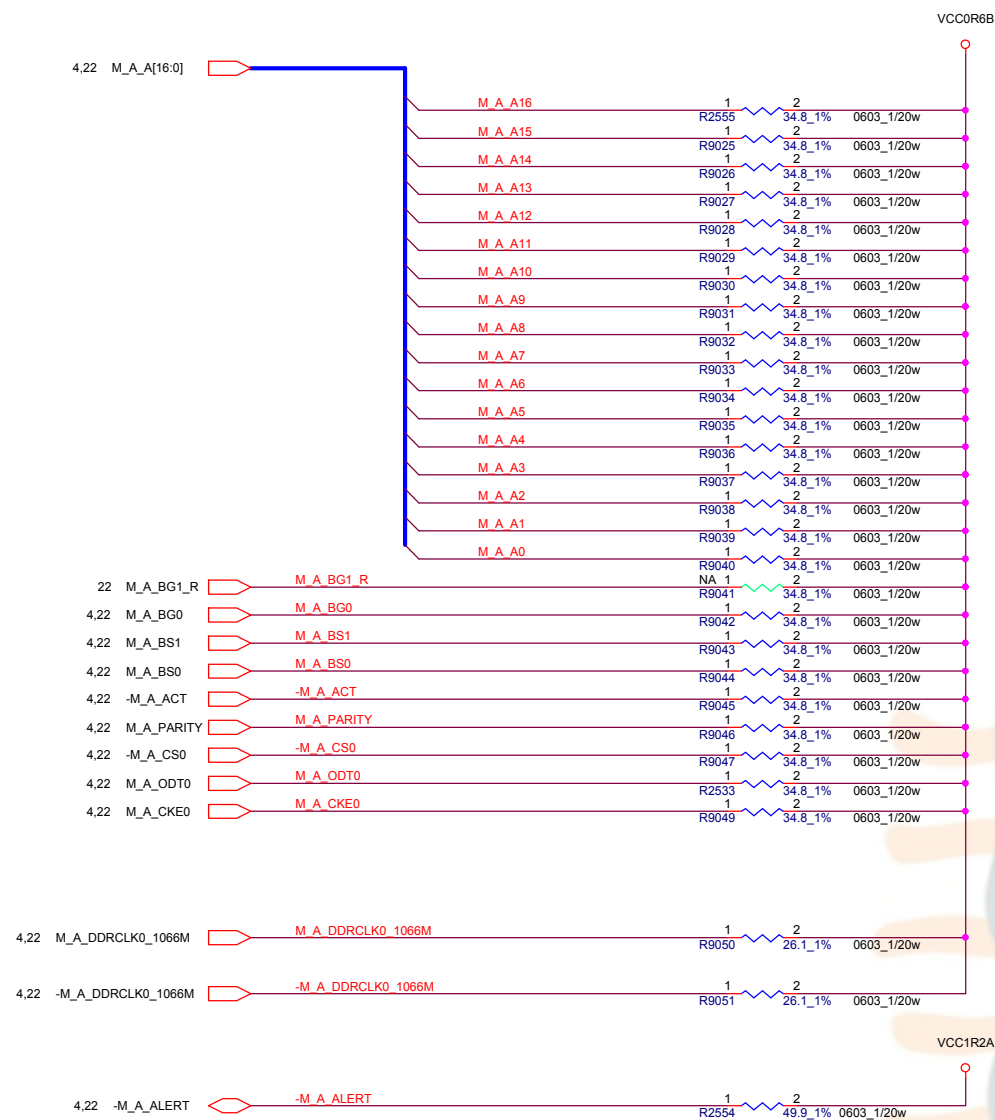 VCC0R6B
4,22 M_A_A[16:0]
M_A_A16 1 2
R2555 34.8_1% 0603_1/20w
M_A_A15 1 2
R9025 34.8_1% 0603_1/20w
M_A_A14 1 2
R9026 34.8_1% 0603_1/20w
M_A_A13 1 2
R9027 34.8_1% 0603_1/20w
M_A_A12 1 2
R9028 34.8_1% 0603_1/20w
M_A_A11 1 2
R9029 34.8_1% 0603_1/20w
M_A_A10 1 2
R9030 34.8_1% 0603_1/20w
M_A_A9 1 2
R9031 34.8_1% 0603_1/20w
M_A_A8 1 2
R9032 34.8_1% 0603_1/20w
M_A_A7 1 2
R9033 34.8_1% 0603_1/20w
M_A_A6 1 2
R9034 34.8_1% 0603_1/20w
M_A_A5 1 2
R9035 34.8_1% 0603_1/20w
M_A_A4 1 2
R9036 34.8_1% 0603_1/20w
M_A_A3 1 2
R9037 34.8_1% 0603_1/20w
M_A_A2 1 2
R9038 34.8_1% 0603_1/20w
M_A_A1 1 2
R9039 34.8_1% 0603_1/20w
M_A_A0 1 2
R9040 34.8_1% 0603_1/20w
22 M_A_BG1_R M_A_BG1_R NA 1 2
R9041 34.8_1% 0603_1/20w
4,22 M_A_BG0 M_A_BG0 1 2
R9042 34.8_1% 0603_1/20w
4,22 M_A_BS1 M_A_BS1 1 2
R9043 34.8_1% 0603_1/20w
4,22 M_A_BS0 M_A_BS0 1 2
R9044 34.8_1% 0603_1/20w
4,22 -M_A_ACT -M_A_ACT 1 2
R9045 34.8_1% 0603_1/20w
4,22 M_A_PARITY M_A_PARITY 1 2
R9046 34.8_1% 0603_1/20w
4,22 -M_A_CS0 -M_A_CS0 1 2
R9047 34.8_1% 0603_1/20w
4,22 M_A_ODT0 M_A_ODT0 1 2
R2533 34.8_1% 0603_1/20w
4,22 M_A_CKE0 M_A_CKE0 1 2
R9049 34.8_1% 0603_1/20w
4,22 M_A_DDRCLK0_1066M M_A_DDRCLK0_1066M 1 2
R9050 26.1_1% 0603_1/20w
4,22 -M_A_DDRCLK0_1066M -M_A_DDRCLK0_1066M 1 2
R9051 26.1_1% 0603_1/20w
VCC1R2A
4,22 -M_A_ALERT -M_A_ALERT 1 2
R2554 49.9_1% 0603_1/20w